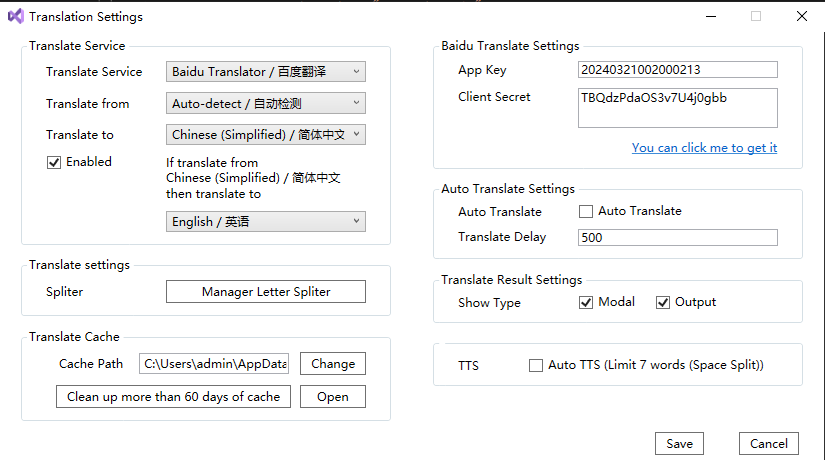 Translation Settings
Translate Service
Translate Service
Baidu Translator / 百度翻译
Translate from
Auto-detect / 自动检测
Translate to
Chinese (Simplified) / 简体中文
Enabled
If translate from
Chinese (Simplified) / 简体中文
then translate to
English / 英语
Translate settings
Spliter
Manager Letter Spliter
Translate Cache
Cache Path
C:\Users\admin\AppData
Change
Clean up more than 60 days of cache
Open
Baidu Translate Settings
App Key
20240321002000213
Client Secret
TBQdzPdaOS3v7U4j0gbb
You can click me to get it
Auto Translate Settings
Auto Translate
Auto Translate
Translate Delay
500
Translate Result Settings
Show Type
Modal
Output
TTS
Auto TTS (Limit 7 words (Space Split))
Save
Cancel